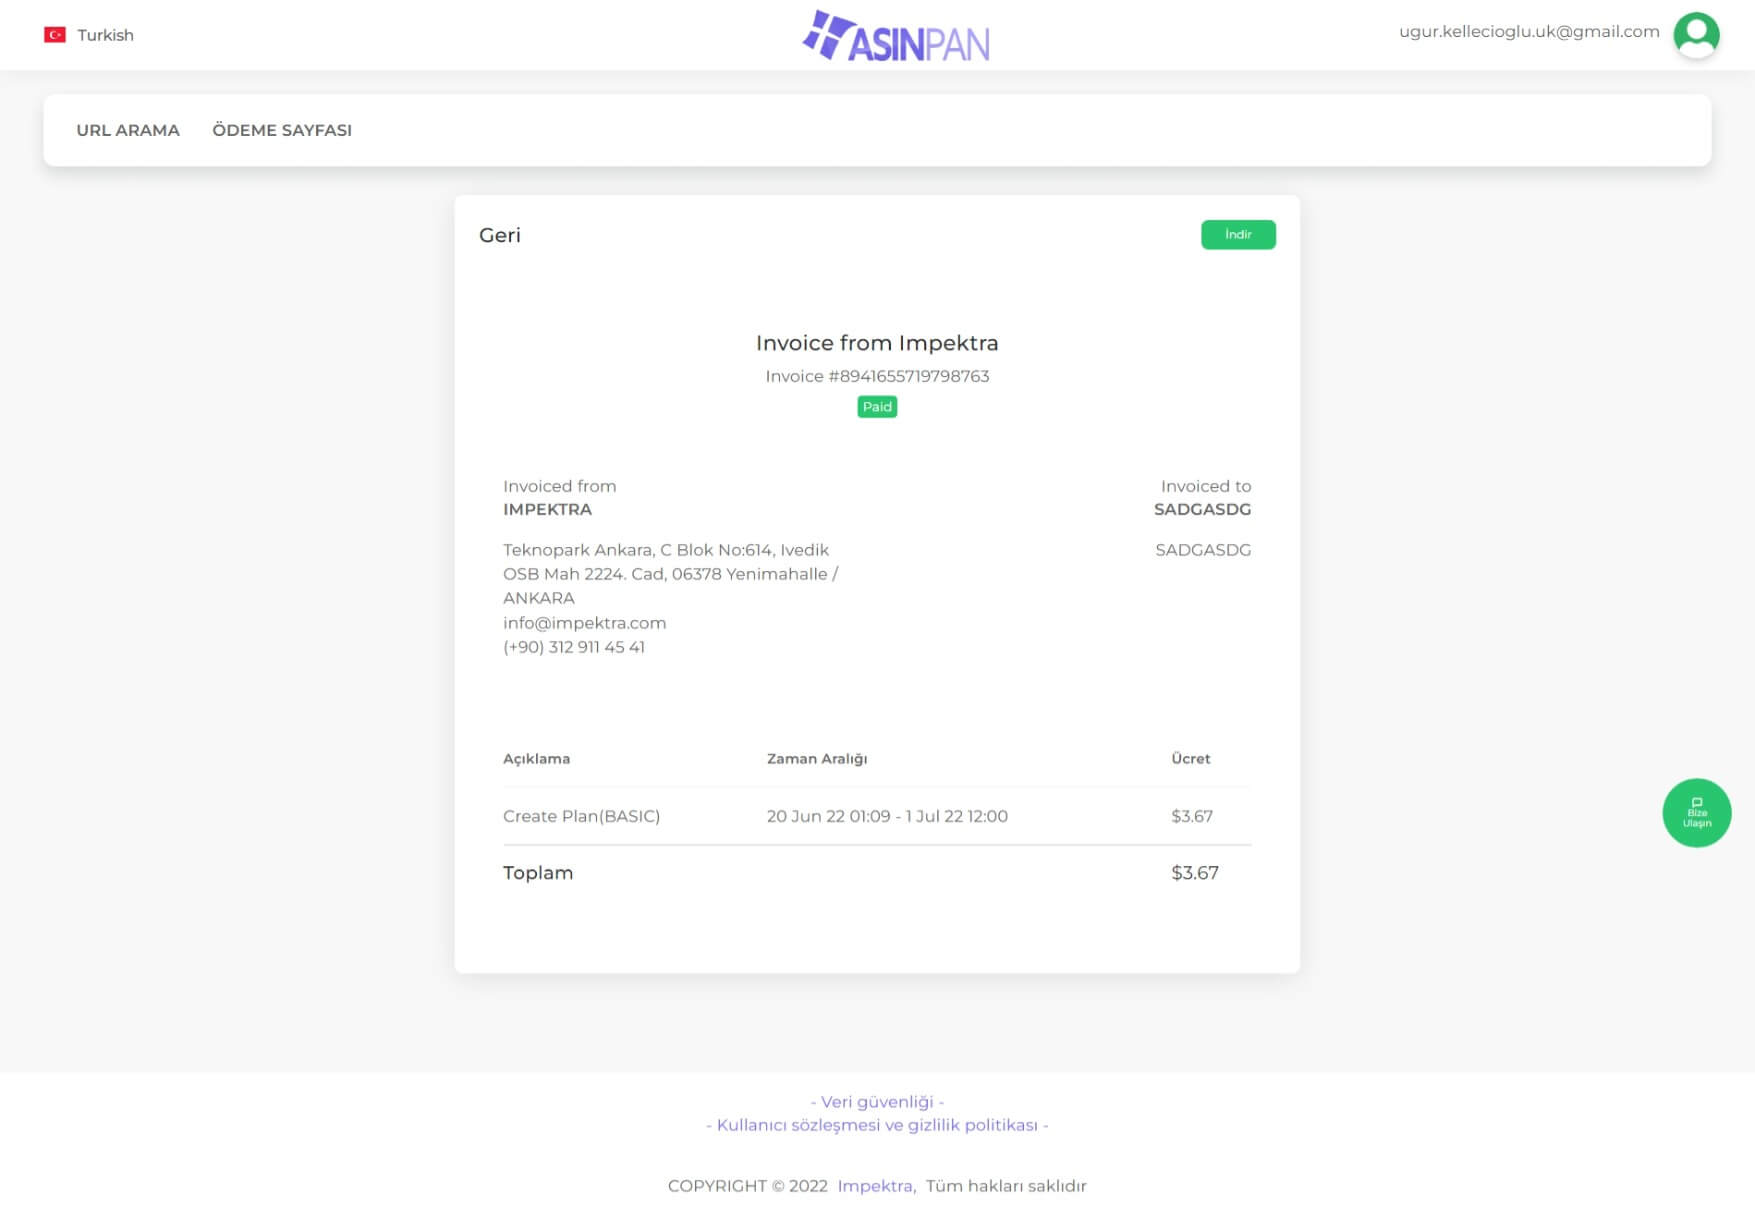 Turkish
ASINPAN
ugur.kellecioglu.uk@gmail.com
URL ARAMA
ÖDEME SAYFASI
Geri
İndir
Invoice from Impektra
Invoice #8941655719798763
Paid
Invoiced from
IMPEKTRA
Teknopark Ankara, C Blok No:614, Ivedik
OSB Mah 2224. Cad, 06378 Yenimahalle /
ANKARA
info@impektra.com
(+90) 312 911 45 41
Invoiced to
SADGASDG
SADGASDG
Açıklama Zaman Aralığı Ücret
Create Plan(BASIC) 20 Jun 22 01:09 - 1 Jul 22 12:00 $3.67
Toplam $3.67
Bize
Ulaşın
- Veri güvenliği -
- Kullanıcı sözleşmesi ve gizlilik politikası -
COPYRIGHT © 2022 Impektra, Tüm hakları saklıdır